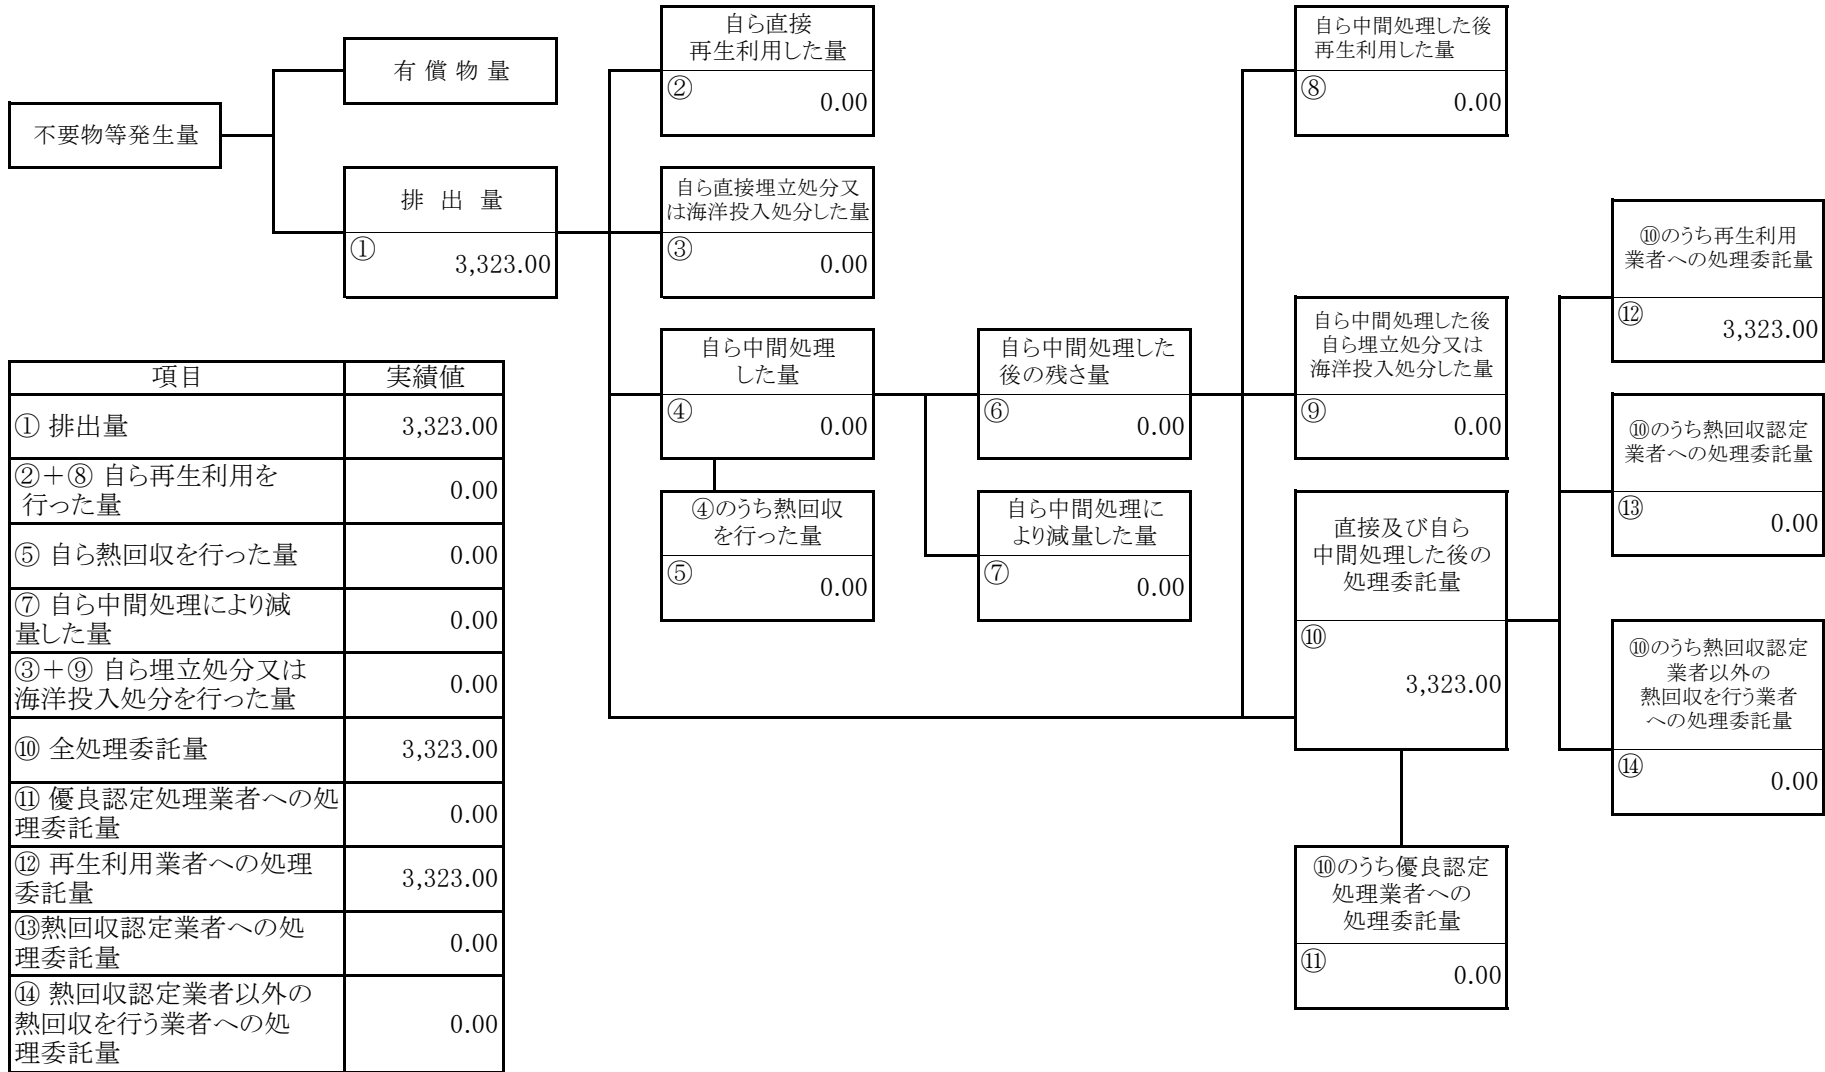 不要物等発生量
有 償 物 量
排 出 量
①
3,323.00
自ら直接
再生利用した量
②
0.00
自ら直接埋立処分又
は海洋投入処分した量
③
0.00
自ら中間処理
した量
④
0.00
④のうち熱回収
を行った量
⑤
0.00
自ら中間処理した
後の残さ量
⑥
0.00
自ら中間処理に
より減量した量
⑦
0.00
自ら中間処理した後
再生利用した量
⑧
0.00
自ら中間処理した後
自ら埋立処分又は
海洋投入処分した量
⑨
0.00
直接及び自ら
中間処理した後の
処理委託量
⑩
3,323.00
⑩のうち優良認定
処理業者への
処理委託量
⑪
0.00
⑩のうち再生利用
業者への処理委託量
⑫
3,323.00
⑩のうち熱回収認定
業者への処理委託量
⑬
0.00
⑩のうち熱回収認定
業者以外の
熱回収を行う業者
への処理委託量
⑭
0.00
項目 実績値
① 排出量 3,323.00
②＋⑧ 自ら再生利用を
行った量
0.00
⑤ 自ら熱回収を行った量 0.00
⑦ 自ら中間処理により減
量した量
0.00
③＋⑨ 自ら埋立処分又は
海洋投入処分を行った量
0.00
⑩ 全処理委託量 3,323.00
⑪ 優良認定処理業者への処
理委託量
0.00
⑫ 再生利用業者への処理
委託量
3,323.00
⑬熱回収認定業者への処
理委託量
0.00
⑭ 熱回収認定業者以外の
熱回収を行う業者への処
理委託量
0.00